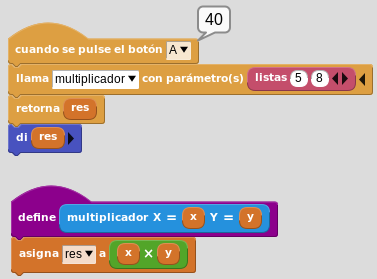 40
cuando se pulse el botón A
llama multiplicador con parámetro(s) listas 5 8
retorna res
di res
define multiplicador X = x Y = y
asigna res a x X y